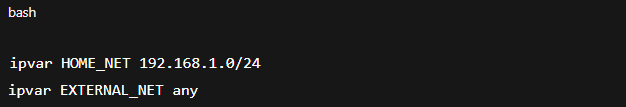 bash
ipvar HOME_NET 192.168.1.0/24
ipvar EXTERNAL_NET any